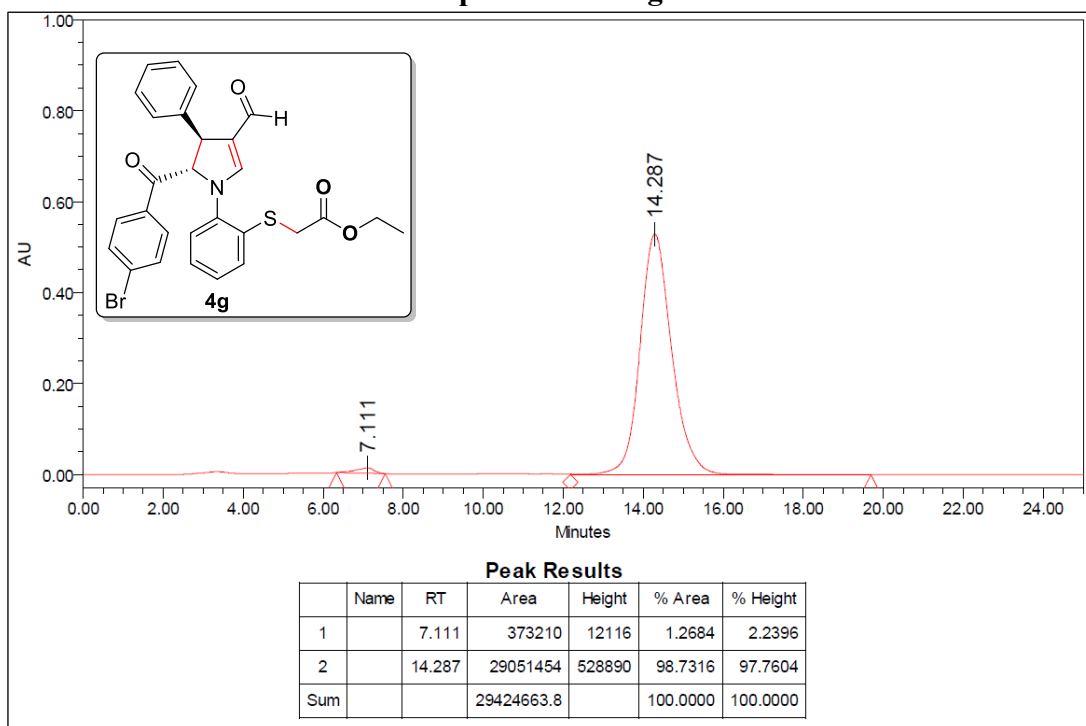 1.00
0.80
0.60
0.40
0.20
0.00
AU
O
H
O
N
S
O
O
Br
4g
7.111
14.287
0.00 2.00 4.00 6.00 8.00 10.00 12.00 14.00 16.00 18.00 20.00 22.00 24.00
Minutes
Peak Results
Name RT Area Height % Area % Height
1 7.111 373210 12116 1.2684 2.2396
2 14.287 29051454 528890 98.7316 97.7604
Sum 29424663.8 100.0000 100.0000